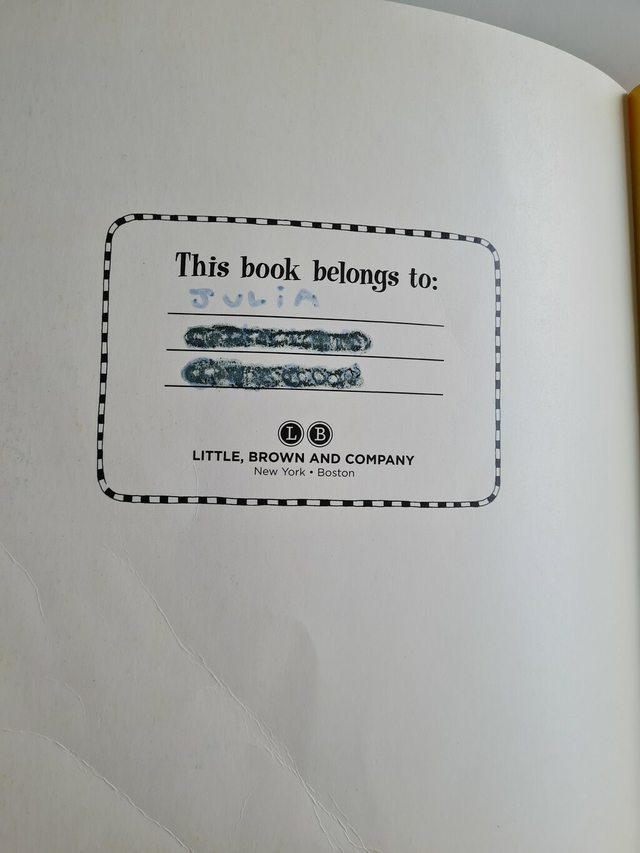 This book belongs to:
JULiA
LB
LITTLE, BROWN AND COMPANY
New York • Boston